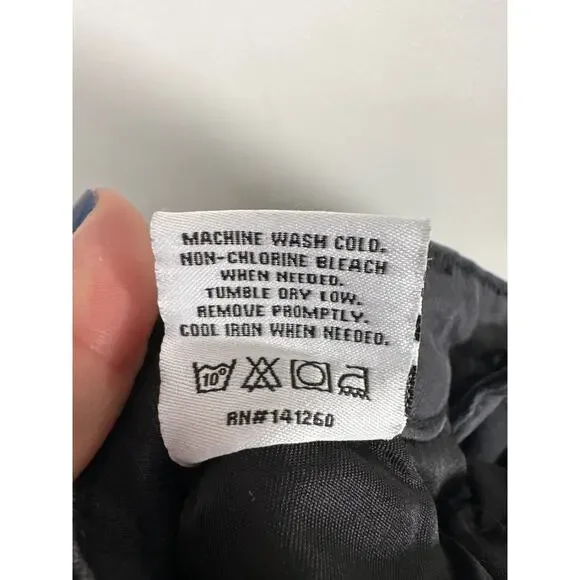 MACHINE WASH COLD.
NON-CHLORINE BLEACH
WHEN NEEDED.
TUMBLE DRY LOW.
REMOVE PROMPTLY.
COOL IRON WHEN NEEDED.
10°
RN#141260